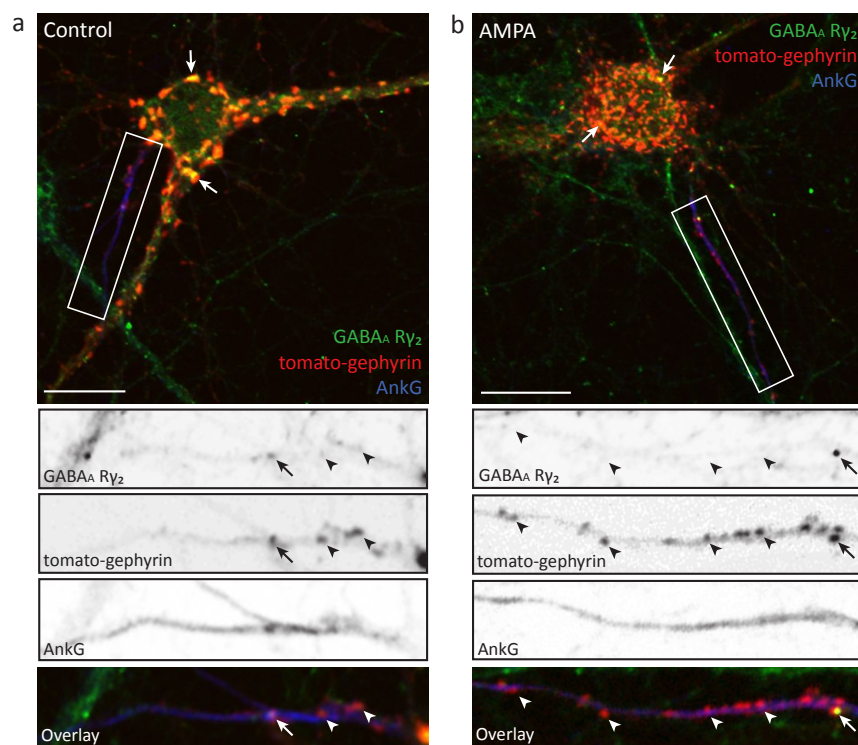 a
Control
GABAA Rγ₂
tomato-gephyrin
AnkG
GABAA Rγ₂
tomato-gephyrin
AnkG
Overlay
b
AMPA
GABAA Rγ₂
tomato-gephyrin
AnkG
GABAA Rγ₂
tomato-gephyrin
AnkG
Overlay